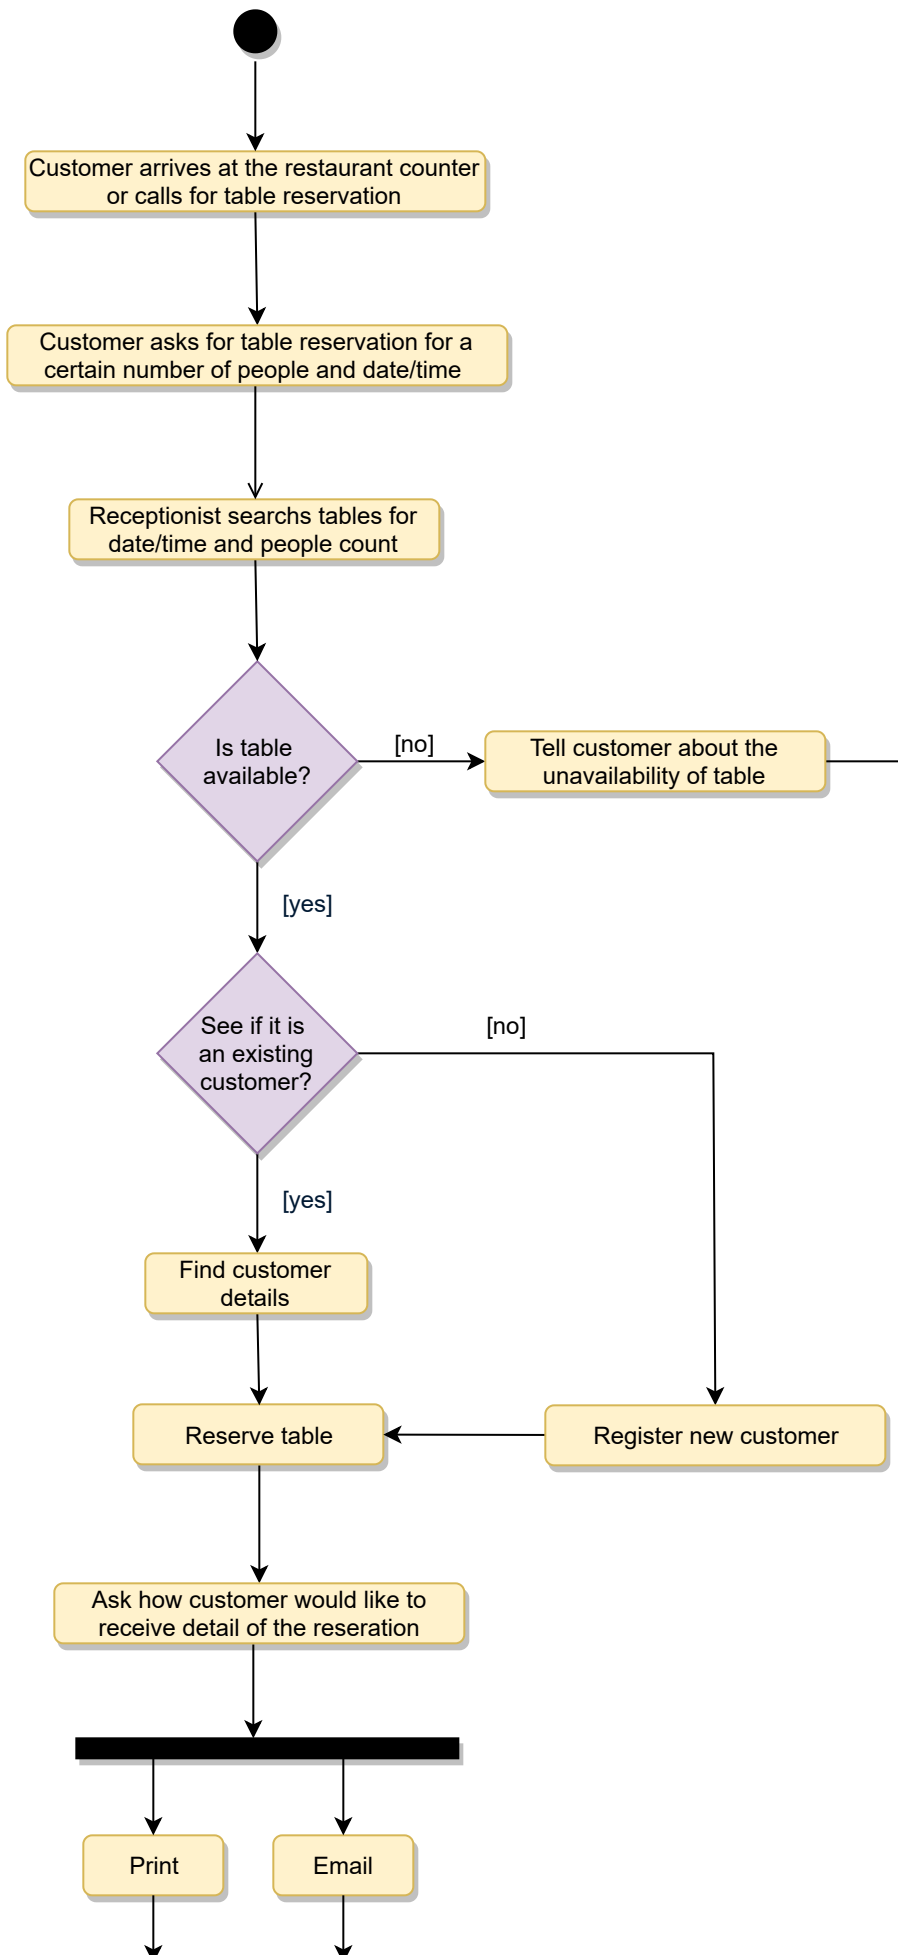 Customer arrives at the restaurant counter
or calls for table reservation
Customer asks for table reservation for a
certain number of people and date/time
Receptionist searchs tables for
date/time and people count
Is table
available?
[no]
Tell customer about the
unavailability of table
[yes]
See if it is
an existing
customer?
[no]
[yes]
Find customer
details
Reserve table
Register new customer
Ask how customer would like to
receive detail of the reseration
Print
Email